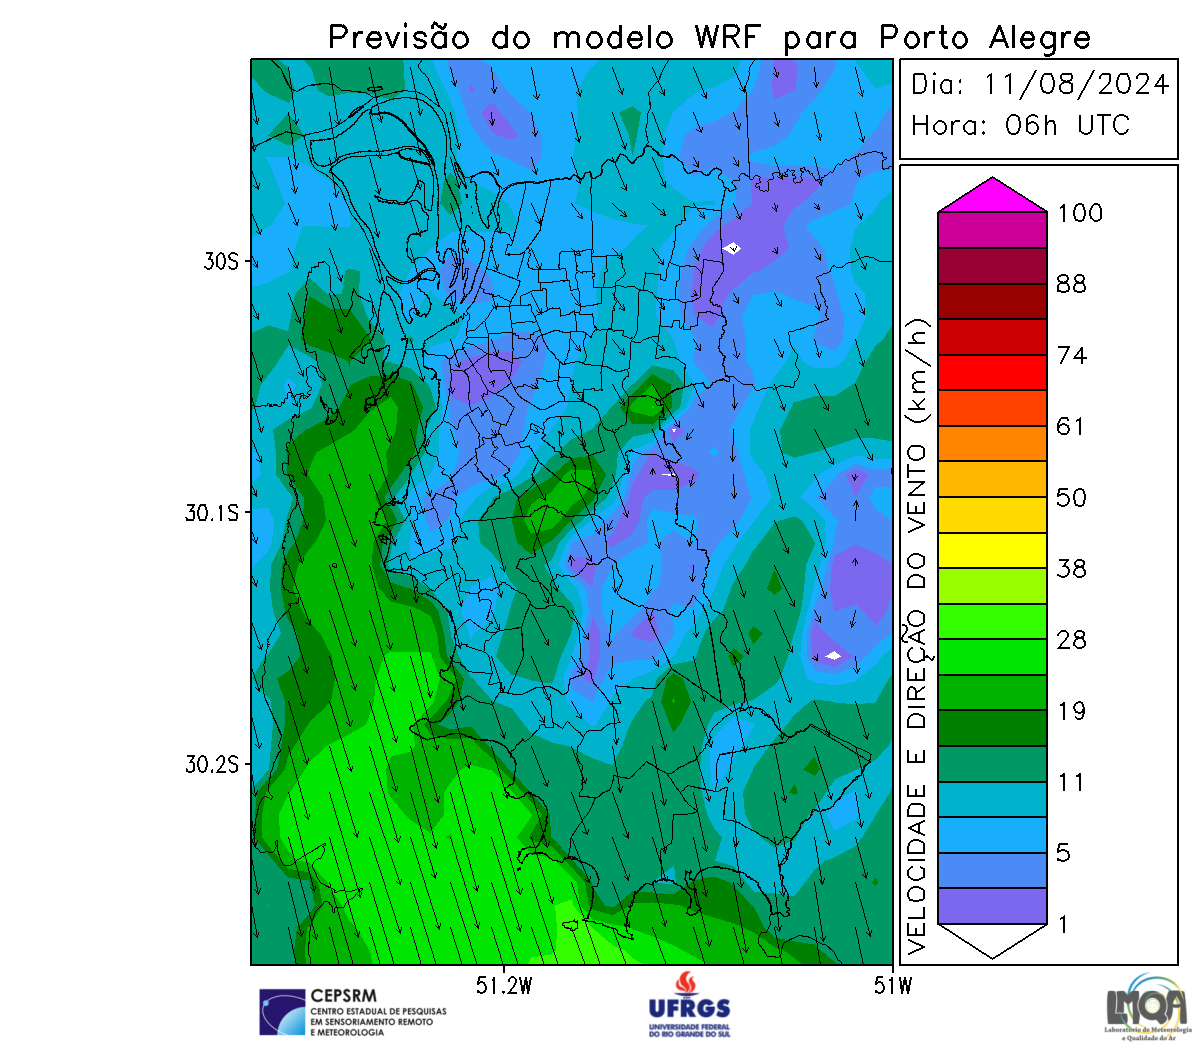 Previsão do modelo WRF para Porto Alegre
Dia: 11/08/2024
Hora: 06h UTC
30S
30.1S
30.2S
51.2W
51W
VELOCIDADE E DIREÇÃO DO VENTO (km/h)
100
88
74
61
50
38
28
19
11
5
1
CEPSRM
CENTRO ESTADUAL DE PESQUISAS
EM SENSORIAMENTO REMOTO
E METEOROLOGIA
UFRGS
UNIVERSIDADE FEDERAL
DO RIO GRANDE DO SUL
LMQA
Laboratório de Meteorologia
e Qualidade do Ar